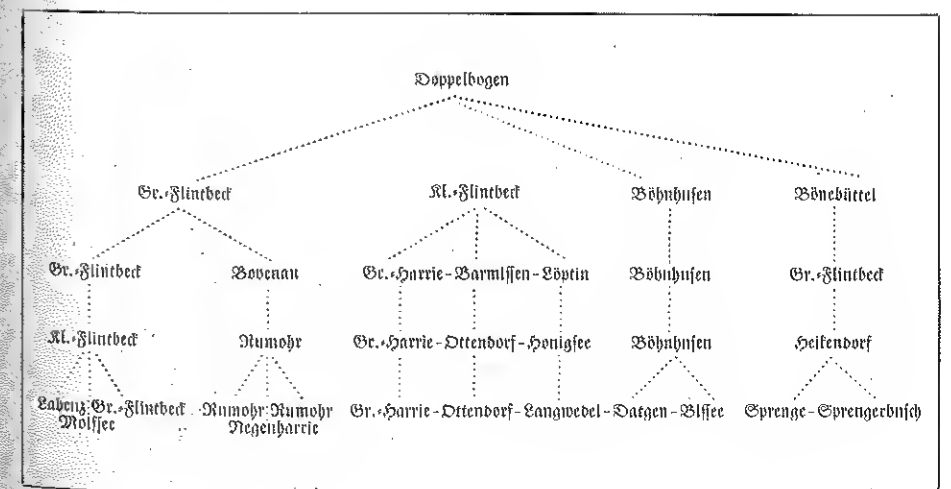 Doppelbogen
Gr.=Flintbeck Kl.=Flintbeck Böhnhusen Bönebüttel
Gr.=Flintbeck Bovenau Gr.=Harrie - Barmissen - Löptin Böhnhusen Gr.=Flintbeck
Kl.=Flintbeck Rumohr Gr.=Harrie - Ottendorf - Honigsee Böhnhusen Heikendorf
Labenz Gr.=Flintbeck Rumohr Rumohr Gr.=Harrie - Ottendorf - Langwedel - Datgen - Blssee Sprenge - Sprengerbusch
Molfsee Negenharrie